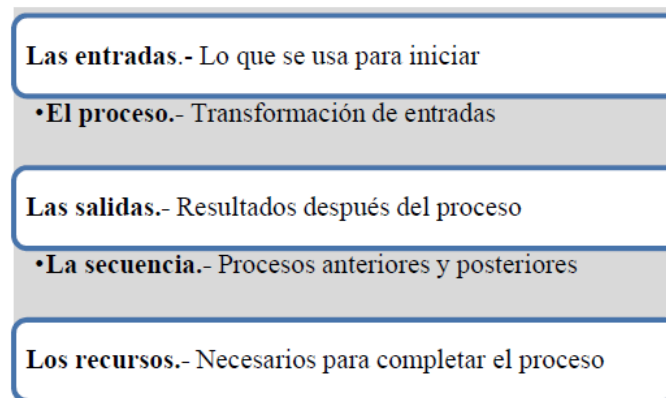 Las entradas.- Lo que se usa para iniciar
•El proceso.- Transformación de entradas
Las salidas.- Resultados después del proceso
•La secuencia.- Procesos anteriores y posteriores
Los recursos.- Necesarios para completar el proceso